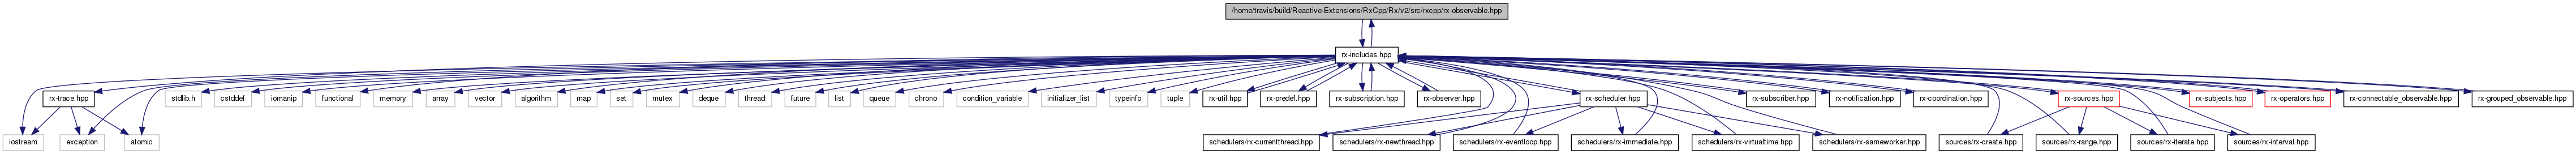 /home/travis/build/Reactive-Extensions/RxCpp/Rx/v2/src/rxcpp/rx-observable.hpp
rx-includes.hpp
rx-trace.hpp
stdlib.h
cstddef
iomanip
functional
memory
array
vector
algorithm
map
set
mutex
deque
thread
future
list
queue
chrono
condition_variable
initializer_list
typeinfo
tuple
rx-util.hpp
rx-predef.hpp
rx-subscription.hpp
rx-observer.hpp
rx-scheduler.hpp
rx-subscriber.hpp
rx-notification.hpp
rx-coordination.hpp
rx-sources.hpp
rx-subjects.hpp
rx-operators.hpp
rx-connectable_observable.hpp
rx-grouped_observable.hpp
iostream
exception
atomic
schedulers/rx-currentthread.hpp
schedulers/rx-newthread.hpp
schedulers/rx-eventloop.hpp
schedulers/rx-immediate.hpp
schedulers/rx-virtualtime.hpp
schedulers/rx-sameworker.hpp
sources/rx-create.hpp
sources/rx-range.hpp
sources/rx-iterate.hpp
sources/rx-interval.hpp